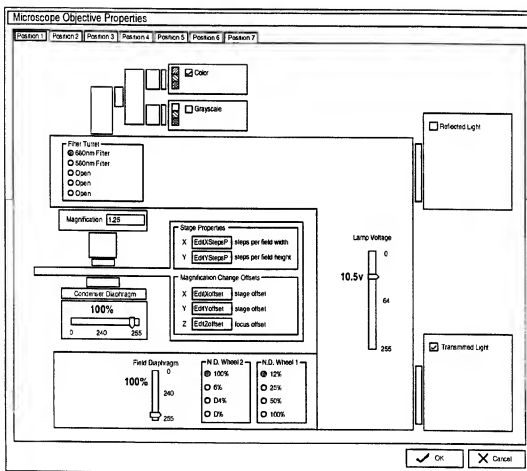 Microscope Objective Properties
Position 1 Position 2 Position 3 Position 4 Position 5 Position 6 Position 7
Color
Grayscale
Reflected Light
Filter Turret
660nm Filter
560nm Filter
Open
Open
Open
Magnification 1.25
Stage Properties
X EditXStepsP steps per field width
Y EditYStepsP steps per field height
Magnification Change Offsets
X EditXoffset stage offset
Y EditYoffset stage offset
Z EditZoffset focus offset
Condenser Diaphragm
100%
0 240 255
Lamp Voltage
0
10.5v
64
255
Transmitted Light
Field Diaphragm
0
100%
240
255
N.D. Wheel 2
100%
6%
D4%
D%
N.D. Wheel 1
12%
25%
50%
100%
OK
Cancel